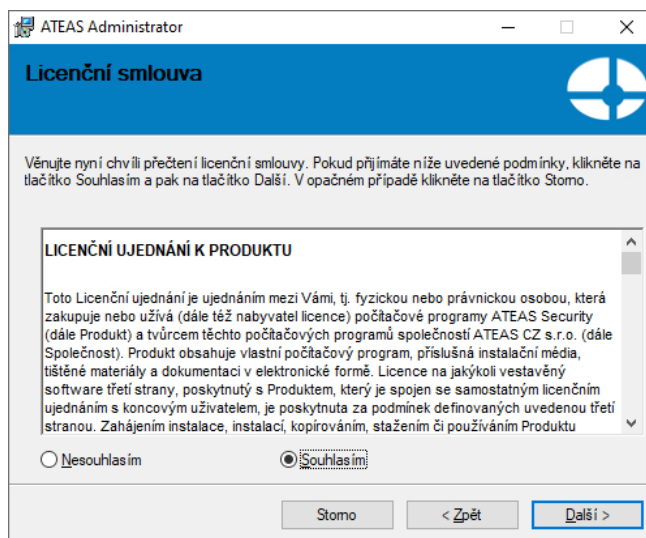 ATEAS Administrator
Licenční smlouva
Věnujte nyní chvíli přečtení licenční smlouvy. Pokud přijímáte níže uvedené podmínky, klikněte na
tlačítko Souhlasím a pak na tlačítko Další. V opačném případě klikněte na tlačítko Storno.
LICENČNÍ UJEDNÁNÍ K PRODUKTU
Toto Licenční ujednání je ujednáním mezi Vámi, tj. fyzickou nebo právnickou osobou, která
zakupuje nebo užívá (dále též nabyvatel licence) počítačové programy ATEAS Security
(dále Produkt) a tvůrcem těchto počítačových programů společností ATEAS CZ s.r.o. (dále
Společnost). Produkt obsahuje vlastní počítačový program, příslušná instalační média,
tištěné materiály a dokumentaci v elektronické formě. Licence na jakýkoli vestavěný
software třetí strany, poskytnutý s Produktem, který je spojen se samostatným licenčním
ujednáním s koncovým uživatelem, je poskytnuta za podmínek definovaných uvedenou třetí
stranou. Zahájením instalace, instalací, kopírováním, stažením či používáním Produktu
Nesouhlasím
Souhlasím
Storno
< Zpět
Další >